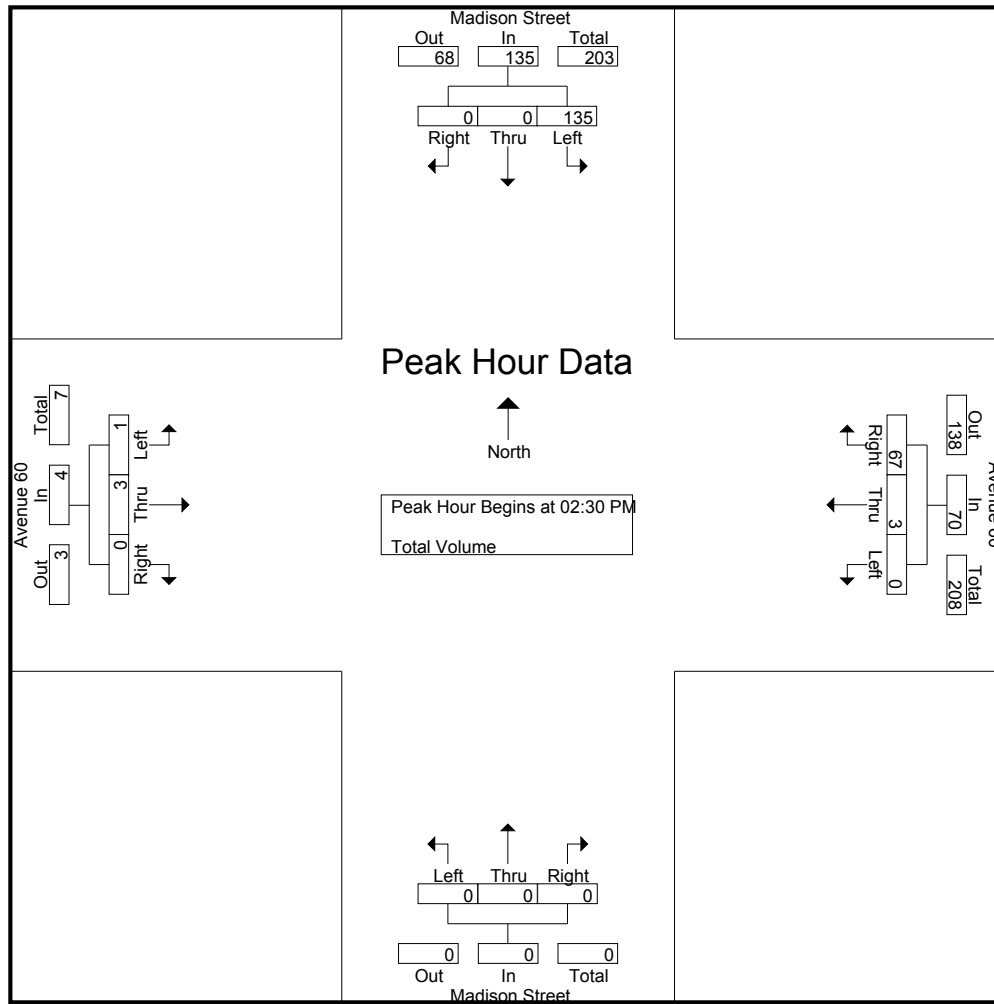 Madison Street
Out In Total
68 135 203
0 0 135
Right Thru Left
Peak Hour Data
North
Peak Hour Begins at 02:30 PM
Total Volume
Avenue 60
Out In Total
3 4 7
Right Thru Left
0 3 1
Avenue 60
Out In Total
138 70 208
Right Thru Left
67 3 0
Left Thru Right
0 0 0
0 0 0
Out In Total
Madison Street